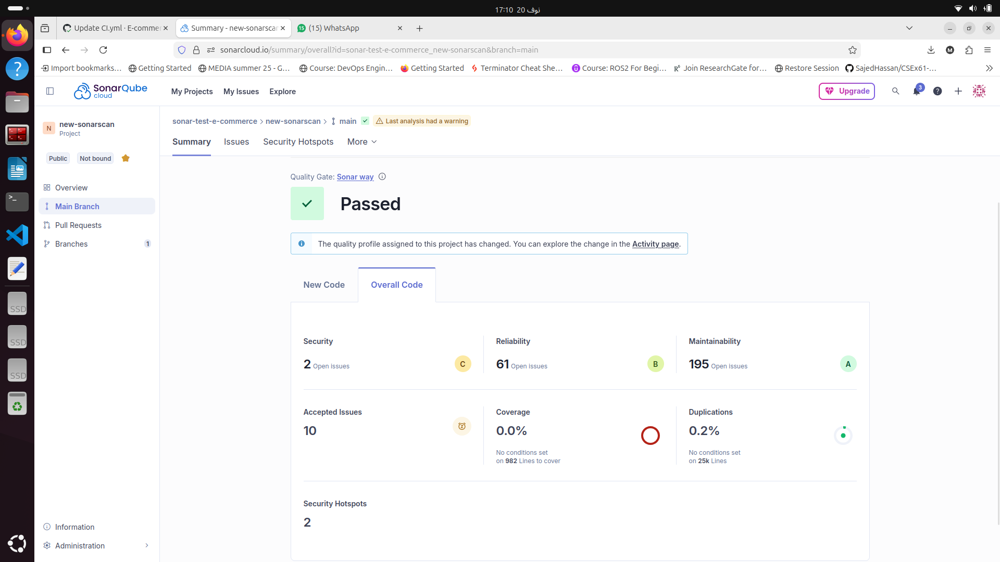 17:10 20 نوف
Update CI.yml · E-comme
Summary - new-sonarscar
15
(15) WhatsApp
sonarcloud.io/summary/overall?id=sonar-test-e-commerce_new-sonarscan&branch=main
M
Import bookmarks…
Getting Started
MEDIA summer 25 - G…
Course: DevOps Engin…
Getting Started
Terminator Cheat She…
Course: ROS2 For Begi…
Join ResearchGate for…
Restore Session
SajedHassan/CSEx61-…
SonarQube
cloud
My Projects
My Issues
Explore
Upgrade
3
N
new-sonarscan
Project
Public
Not bound
Overview
Main Branch
Pull Requests
Branches
1
Information
Administration
sonar-test-e-commerce > new-sonarscan > main
Last analysis had a warning
Summary
Issues
Security Hotspots
More
Quality Gate: Sonar way
Passed
The quality profile assigned to this project has changed. You can explore the change in the Activity page.
New Code
Overall Code
Security
2 Open issues
C
Reliability
61 Open issues
B
Maintainability
195 Open issues
A
Accepted Issues
10
Coverage
0.0%
No conditions set
on 982 Lines to cover
Duplications
0.2%
No conditions set
on 25k Lines
Security Hotspots
2
SSD
SSD
SSD